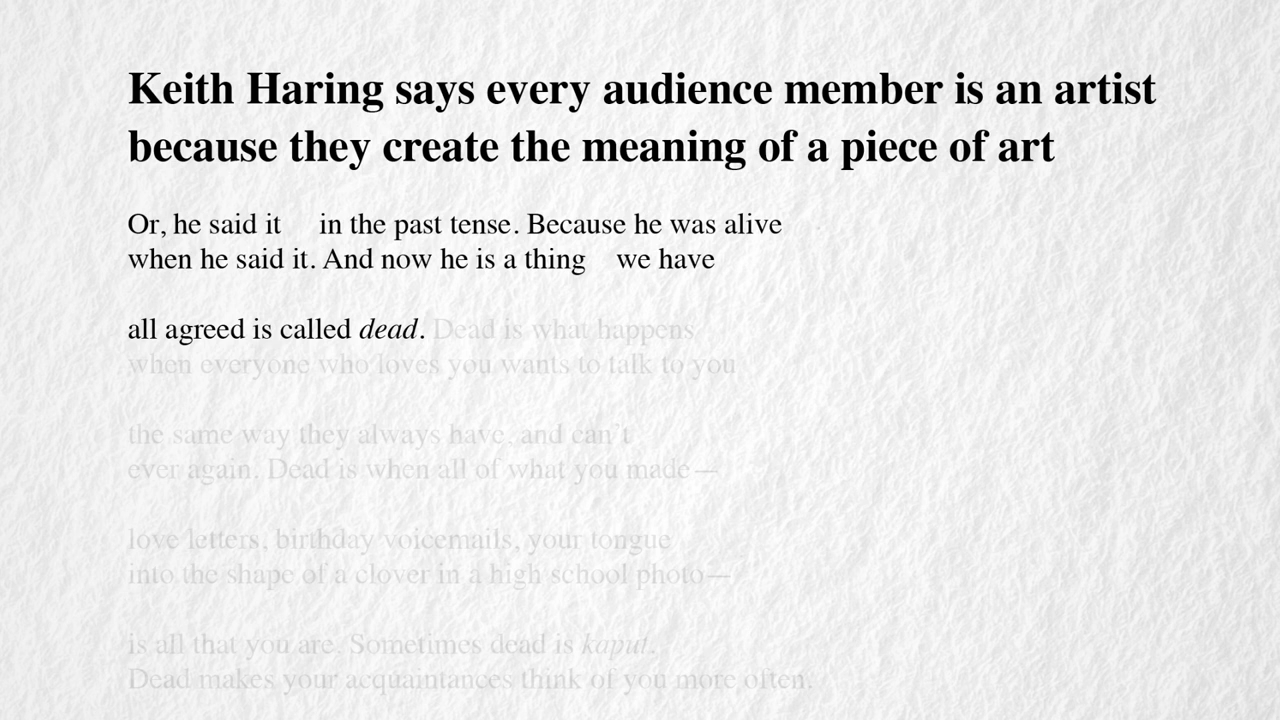 Keith Haring says every audience member is an artist
because they create the meaning of a piece of art
Or, he said it in the past tense. Because he was alive
when he said it. And now he is a thing we have
all agreed is called dead. Dead is what happens
when everyone who loves you wants to talk to you
the same way they always have, and can't
ever again. Dead is when all of what you made—
love letters, birthday voicemails, your tongue
into the shape of a clover in a high school photo—
is all that you are. Sometimes dead is kaput.
Dead makes your acquaintances think of you more often.